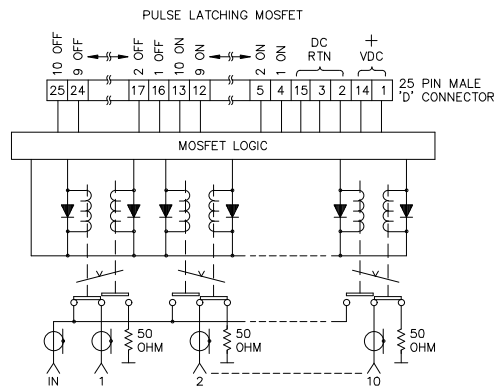 PULSE LATCHING MOSFET
10 OFF
9 OFF
2 OFF
1 OFF
10 ON
9 ON
2 ON
1 ON
DC
RTN
+
VDC
25 24 17 16 13 12 5 4 15 3 2 14 1
25 PIN MALE
'D' CONNECTOR
MOSFET LOGIC
50
OHM
50
OHM
50
OHM
IN 1 2 10